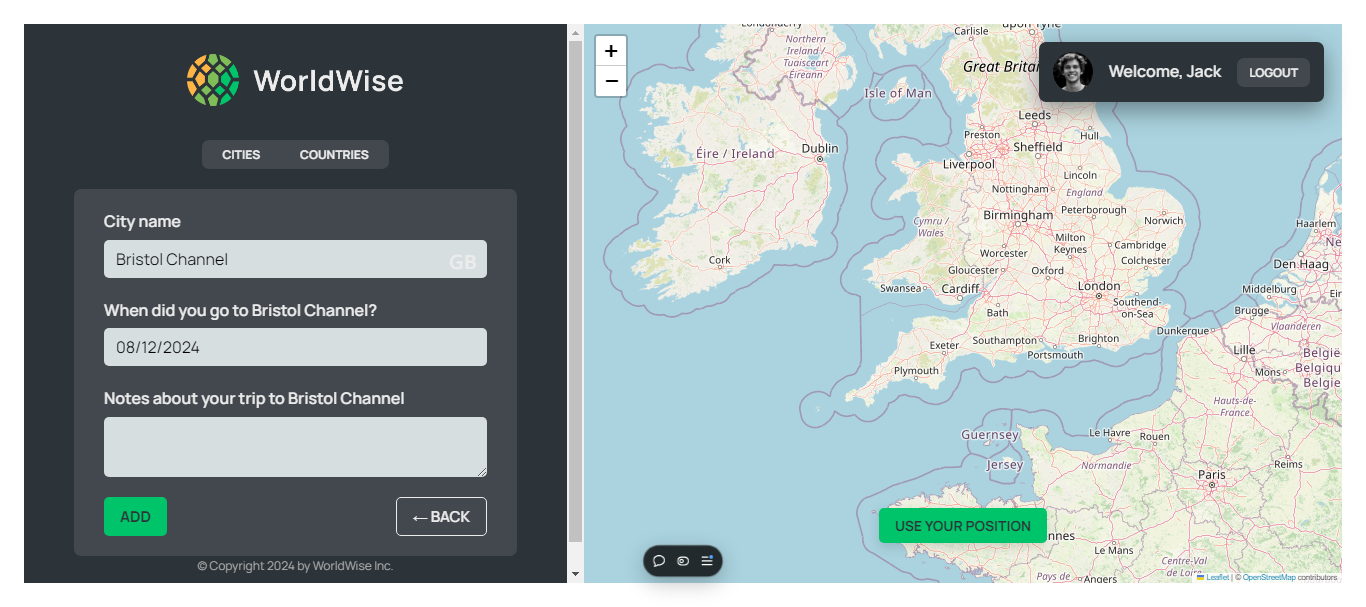 WorldWise
CITIES COUNTRIES
City name
Bristol Channel GB
When did you go to Bristol Channel?
08/12/2024
Notes about your trip to Bristol Channel
ADD ←BACK
© Copyright 2024 by WorldWise Inc.
+
−
Welcome, Jack LOGOUT
Carlisle
Northern
Ireland /
Tuaisceart
Éireann
Great Britai
Isle of Man
Leeds
Preston
Hull
Sheffield
Liverpool
Dublin
Éire / Ireland
Lincoln
Nottingham
England
Birmingham
Peterborough
Norwich
Cymru /
Wales
Milton
Keynes
Worcester
Cambridge
Colchester
Haarlem
Cork
Gloucester
Oxford
Den Haag
Swansea
Cardiff
London
Middelburg
Southend-
on-Sea
Bath
Brugge
Vlaanderen
Dunkerque
Exeter
Southampton
Brighton
Portsmouth
Lille
België
Belgiqu
Belgie
Mons
Plymouth
Hauts-de-
France
Guernsey
Le Havre
Rouen
Jersey
Normandie
Reims
Paris
USE YOUR POSITION
nnes
Le Mans
Centre-Val
de Loire
Pays de
Angers
Leaflet | © OpenStreetMap contributors